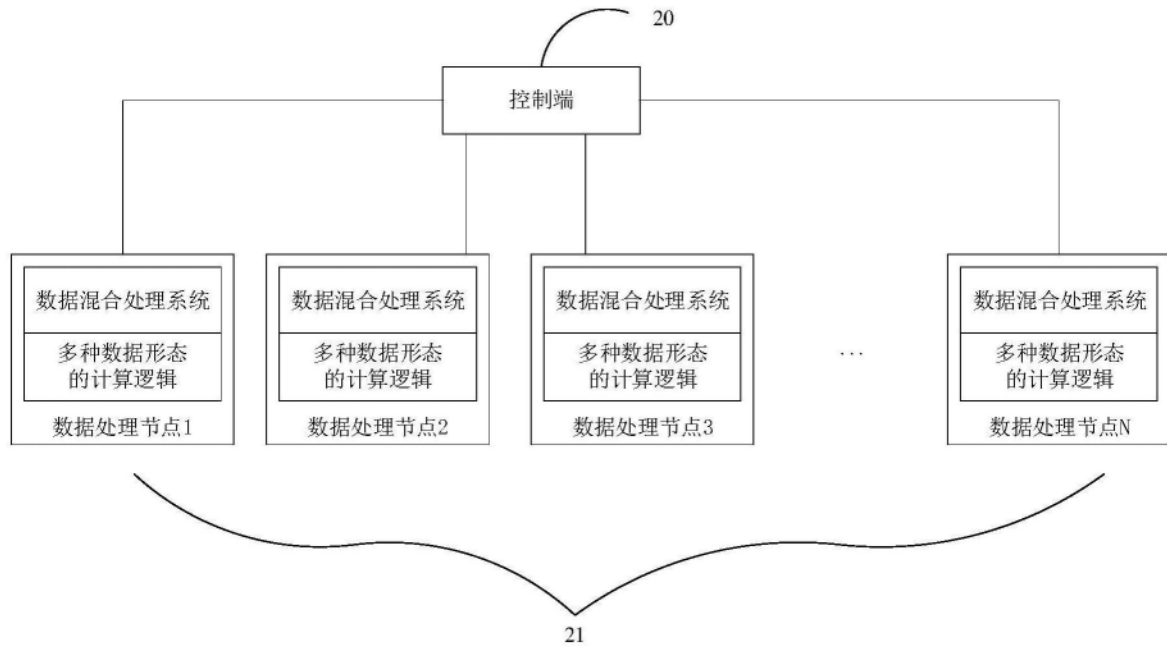 20
控制端
数据混合处理系统
多种数据形态
的计算逻辑
数据处理节点1
数据混合处理系统
多种数据形态
的计算逻辑
数据处理节点2
数据混合处理系统
多种数据形态
的计算逻辑
数据处理节点3
...
数据混合处理系统
多种数据形态
的计算逻辑
数据处理节点N
21